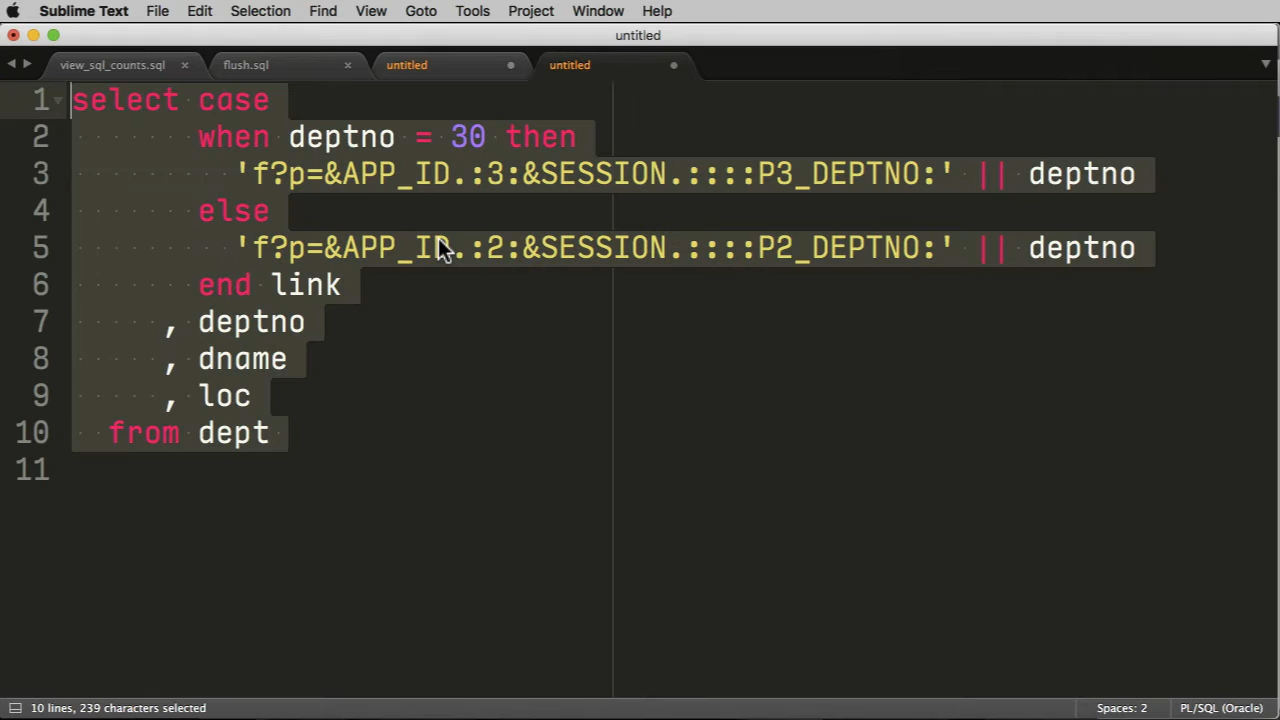 Sublime Text File Edit Selection Find View Goto Tools Project Window Help
untitled
view_sql_counts.sql × flush.sql × untitled untitled
1 select case
2 when deptno = 30 then
3 'f?p=&APP_ID.:3:&SESSION.::::P3_DEPTNO:' || deptno
4 else
5 'f?p=&APP_ID.:2:&SESSION.::::P2_DEPTNO:' || deptno
6 end link
7 , deptno
8 , dname
9 , loc
10 from dept
11
10 lines, 239 characters selected Spaces: 2 PL/SQL (Oracle)